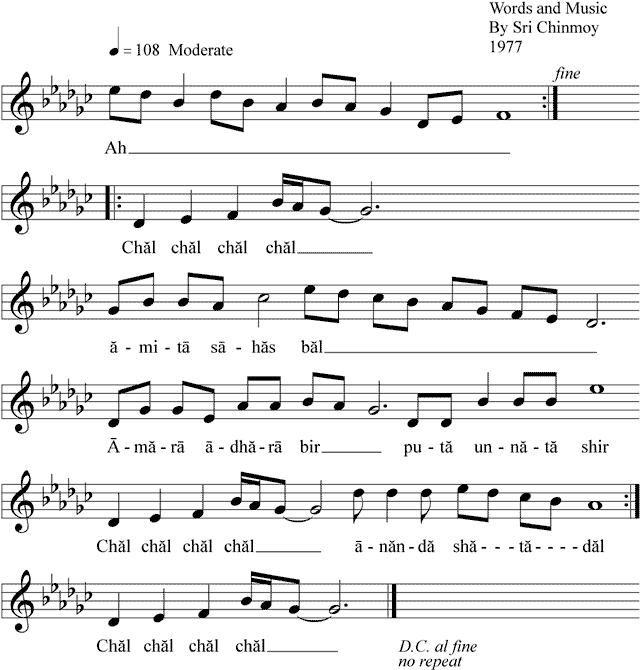 Words and Music
By Sri Chinmoy
1977
♩ = 108 Moderate
fine
Ah
Chăl chăl chăl chăl
ă - mi - tā sā - hăs băl
Ā - mă - rā ā - dhă - rā bir pu - tă un - nă - tă shir
Chăl chăl chăl chăl ā - năn - dă shă - - - tā - - - - dăl
Chăl chăl chăl chăl
D.C. al fine
no repeat